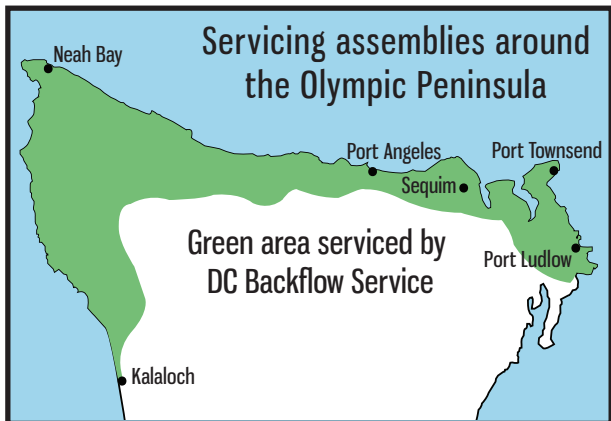 Servicing assemblies around
the Olympic Peninsula
Neah Bay
Port Angeles
Port Townsend
Sequim
Green area serviced by
DC Backflow Service
Port Ludlow
Kalaloch